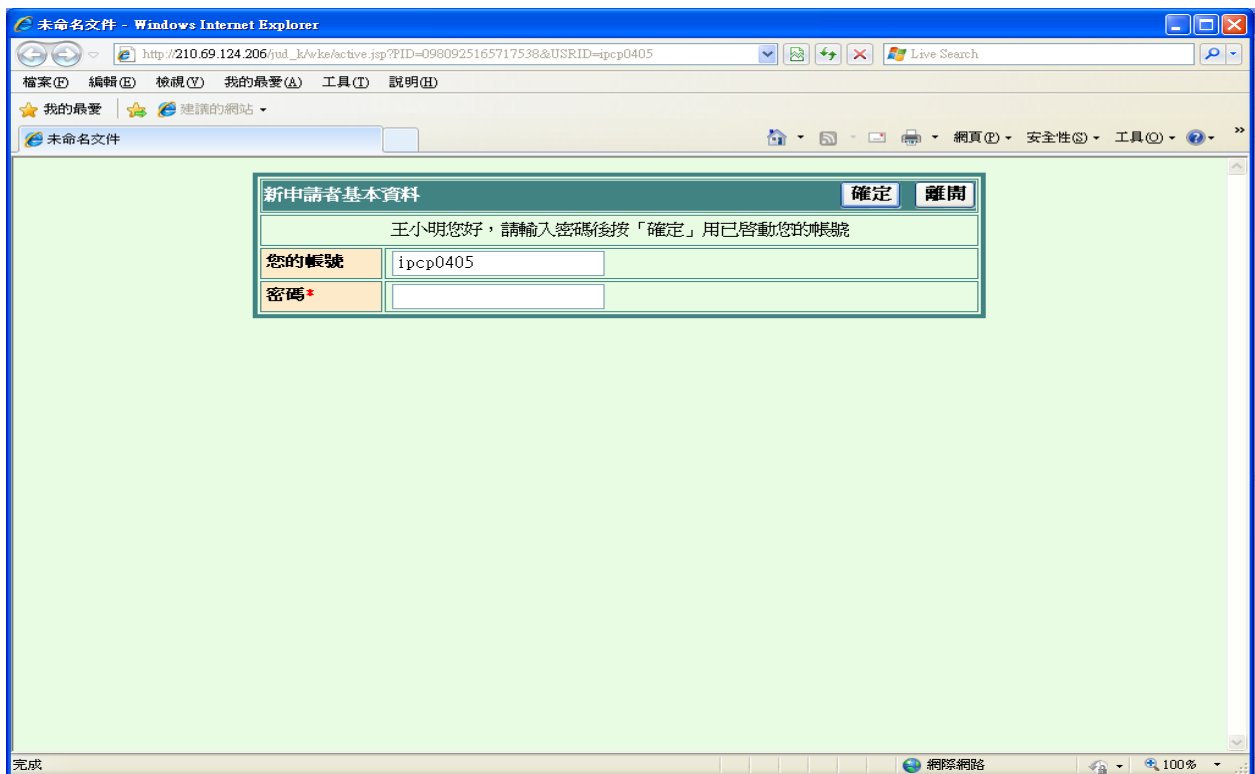 未命名文件 - Windows Internet Explorer
http://210.69.124.206/jud_k/wke/active.jsp?PID=0980925165717538&USRID=ipcp0405 Live Search
檔案(F) 編輯(E) 檢視(V) 我的最愛(A) 工具(T) 說明(H)
我的最愛 建議的網站
未命名文件 網頁(P) 安全性(S) 工具(O) »
新申請者基本資料 確定 離開
王小明您好，請輸入密碼後按「確定」用已啓動您的帳號
您的帳號 ipcp0405
密碼*
完成 網際網路 100%